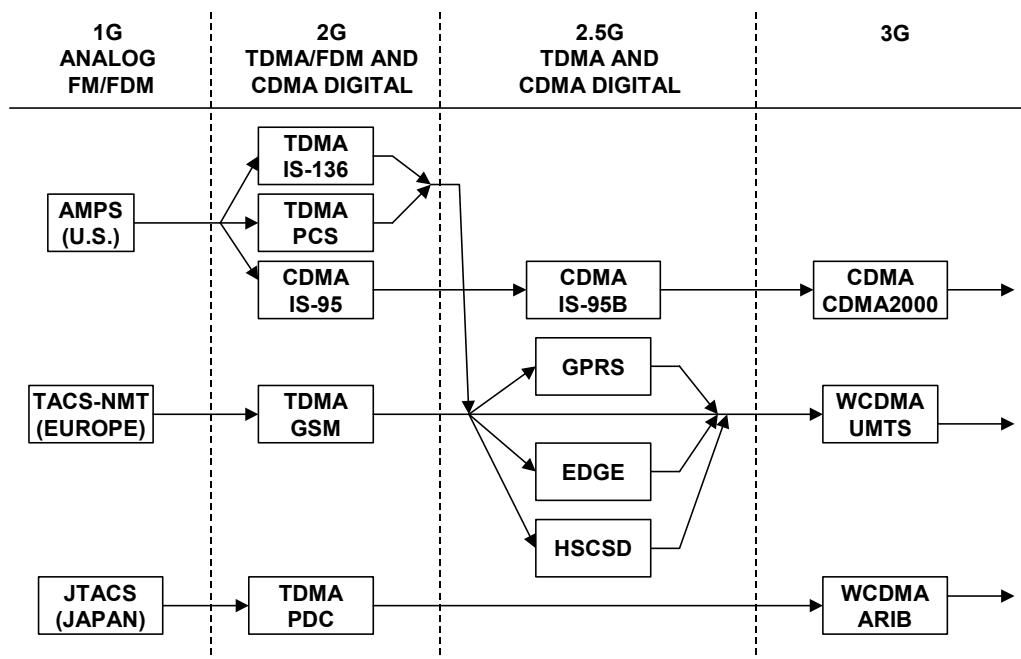 1G
ANALOG
FM/FDM
2G
TDMA/FDM AND
CDMA DIGITAL
2.5G
TDMA AND
CDMA DIGITAL
3G
TDMA
IS-136
AMPS
(U.S.)
TDMA
PCS
CDMA
IS-95
CDMA
IS-95B
CDMA
CDMA2000
GPRS
TACS-NMT
(EUROPE)
TDMA
GSM
WCDMA
UMTS
EDGE
HSCSD
JTACS
(JAPAN)
TDMA
PDC
WCDMA
ARIB